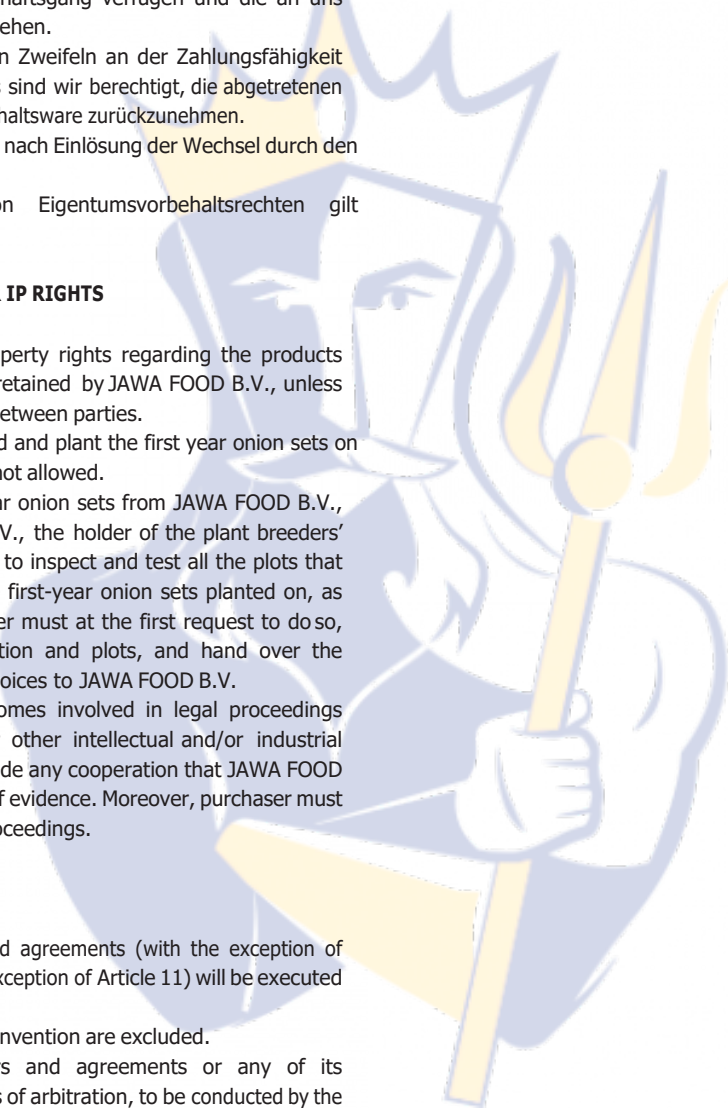 ehen.
n Zweifeln an der Zahlungsfähigkeit
sind wir berechtigt, die abgetretenen
haltsware zurückzunehmen.
nach Einlösung der Wechsel durch den
on Eigentumsvorbehaltsrechten gilt
IP RIGHTS
perty rights regarding the products
retained by JAWA FOOD B.V., unless
between parties.
d and plant the first year onion sets on
not allowed.
ar onion sets from JAWA FOOD B.V.,
V., the holder of the plant breeders’
to inspect and test all the plots that
first-year onion sets planted on, as
er must at the first request to do so,
tion and plots, and hand over the
oices to JAWA FOOD B.V.
omes involved in legal proceedings
other intellectual and/or industrial
de any cooperation that JAWA FOOD
f evidence. Moreover, purchaser must
oceedings.
d agreements (with the exception of
xception of Article 11) will be executed
nvention are excluded.
rs and agreements or any of its
s of arbitration, to be conducted by the